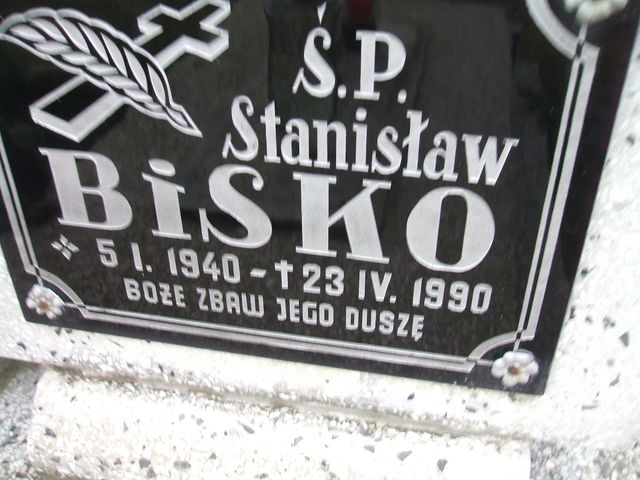 Ś.P.
Stanisław
BiSKO
5 I. 1940 - † 23 IV. 1990
BOŻE ZBAW JEGO DUSZĘ